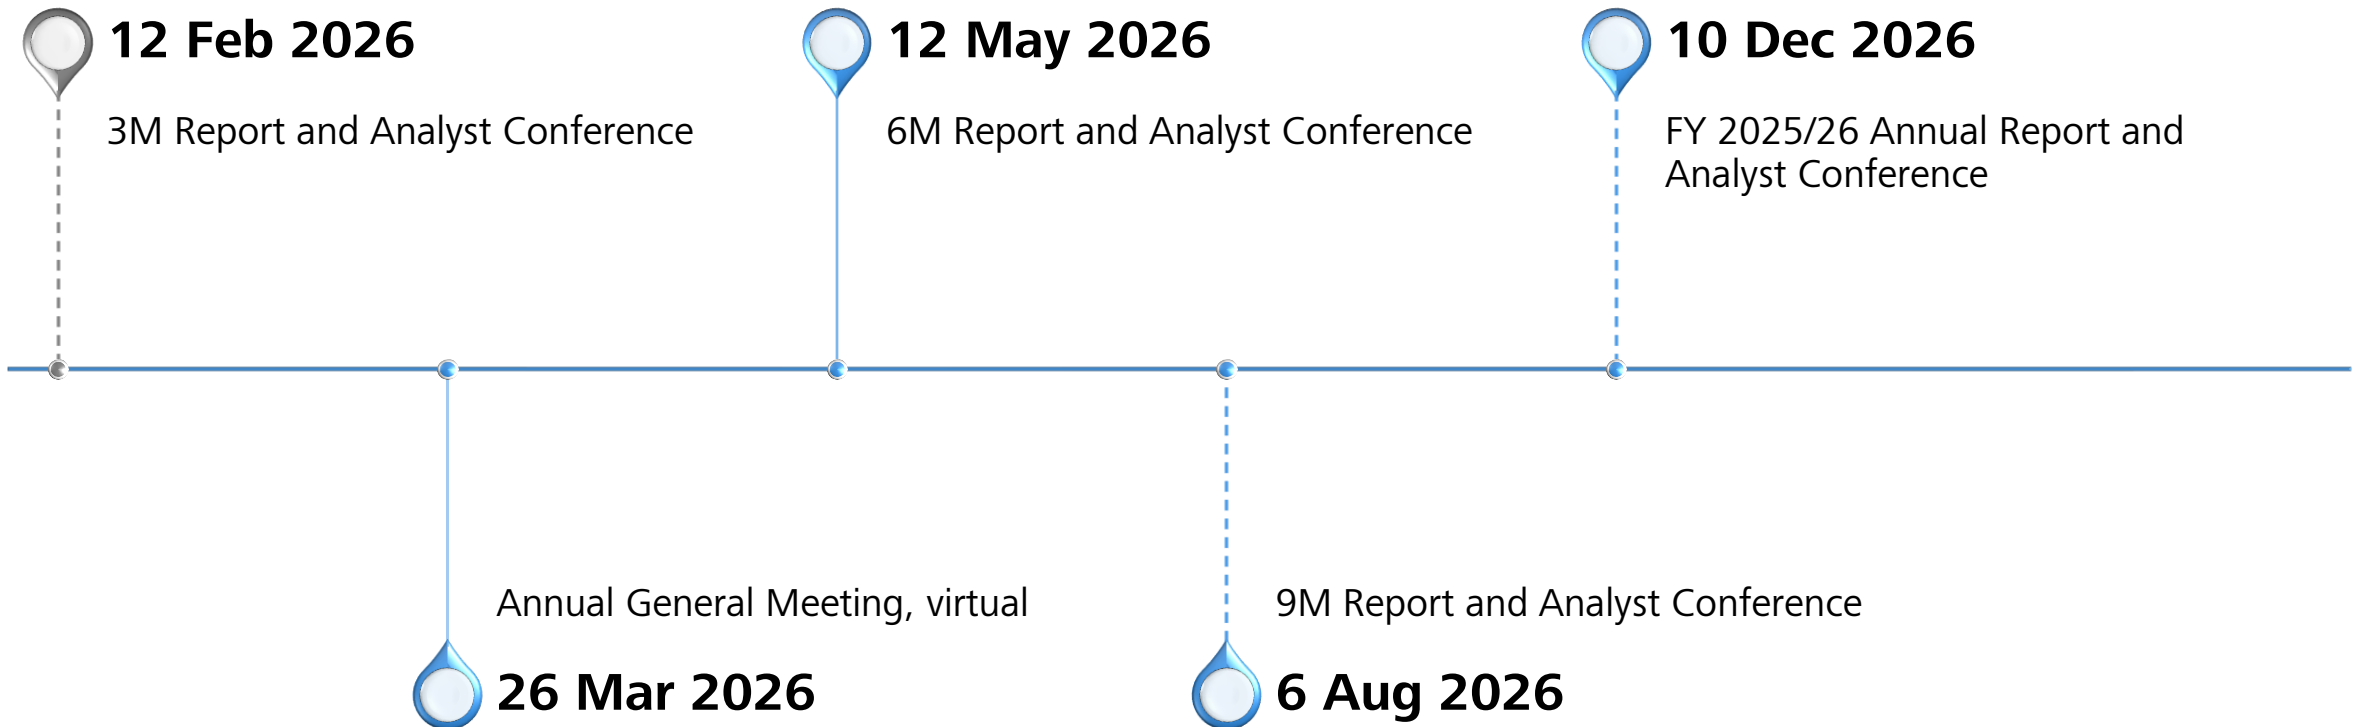 12 Feb 2026
3M Report and Analyst Conference
12 May 2026
6M Report and Analyst Conference
10 Dec 2026
FY 2025/26 Annual Report and
Analyst Conference
Annual General Meeting, virtual
26 Mar 2026
9M Report and Analyst Conference
6 Aug 2026